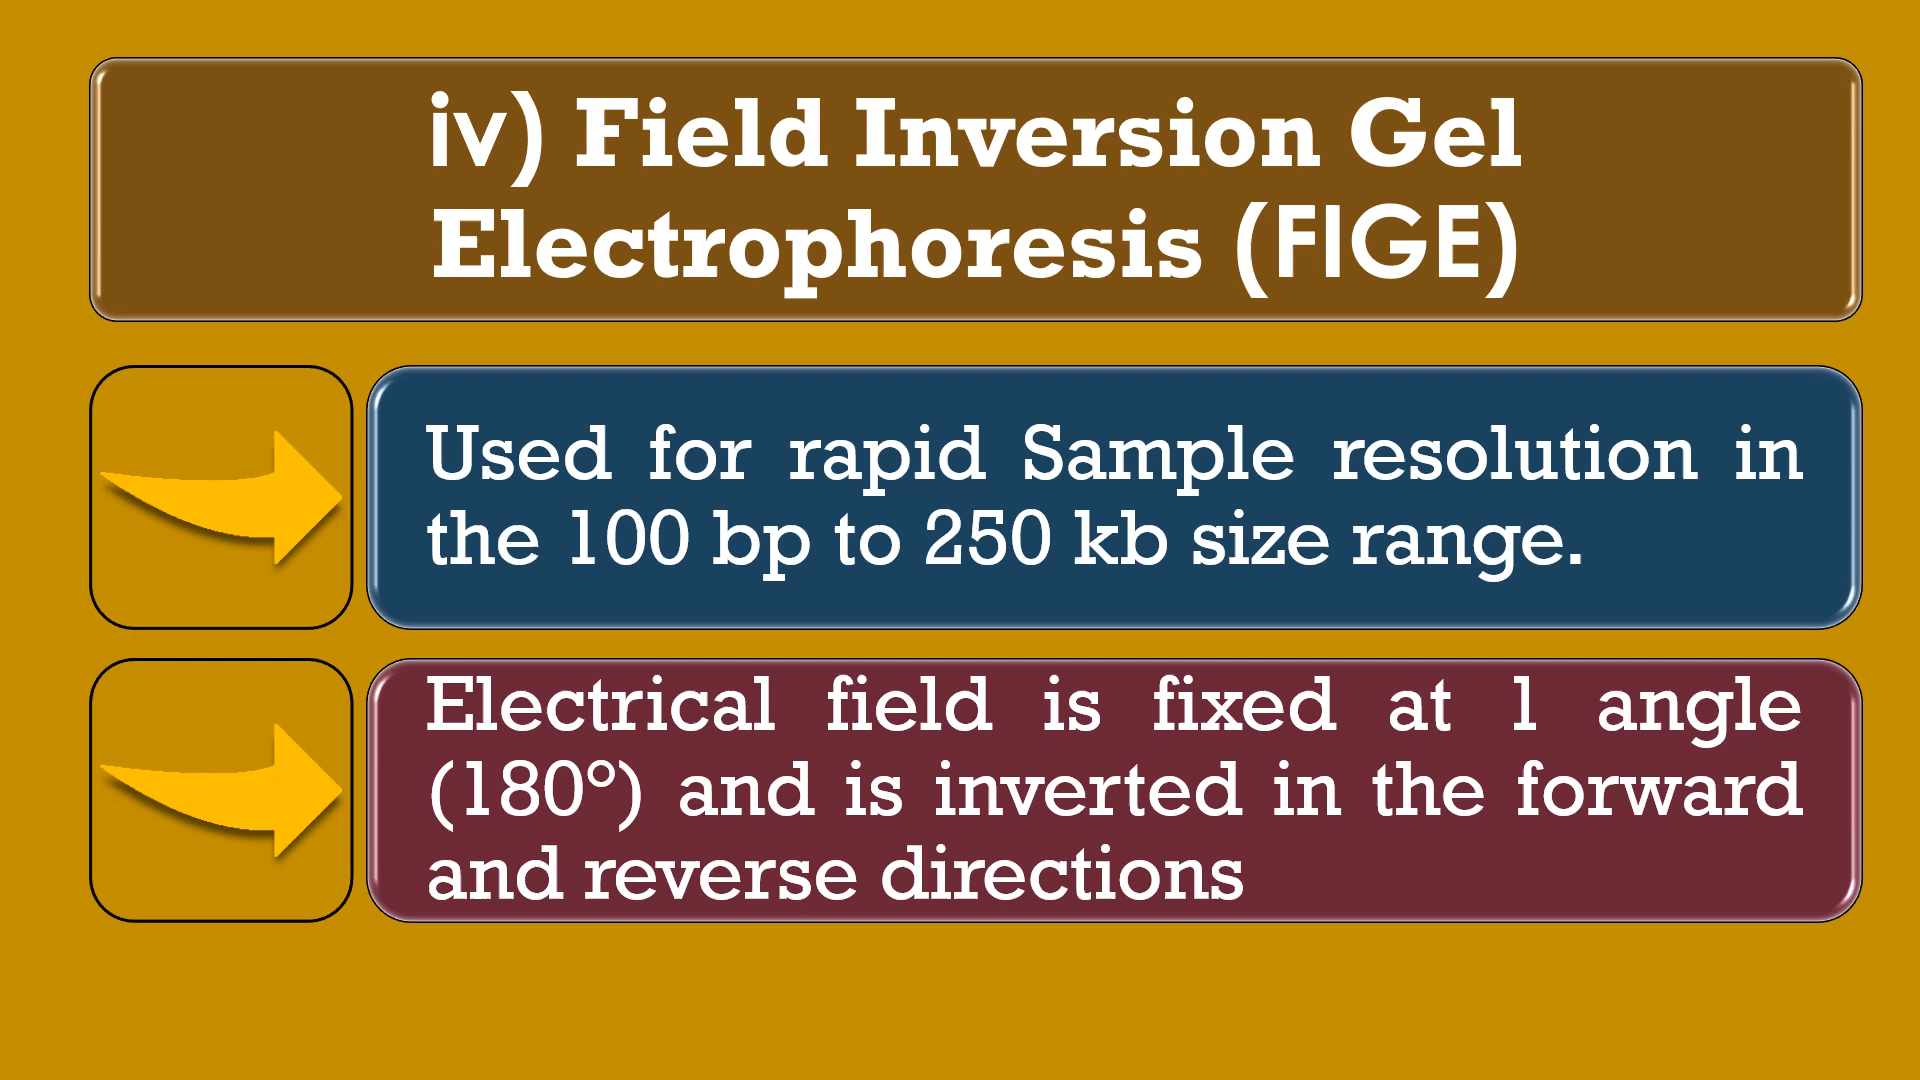 iv) Field Inversion Gel
Electrophoresis (FIGE)
Used for rapid Sample resolution in
the 100 bp to 250 kb size range.
Electrical field is fixed at 1 angle
(180°) and is inverted in the forward
and reverse directions